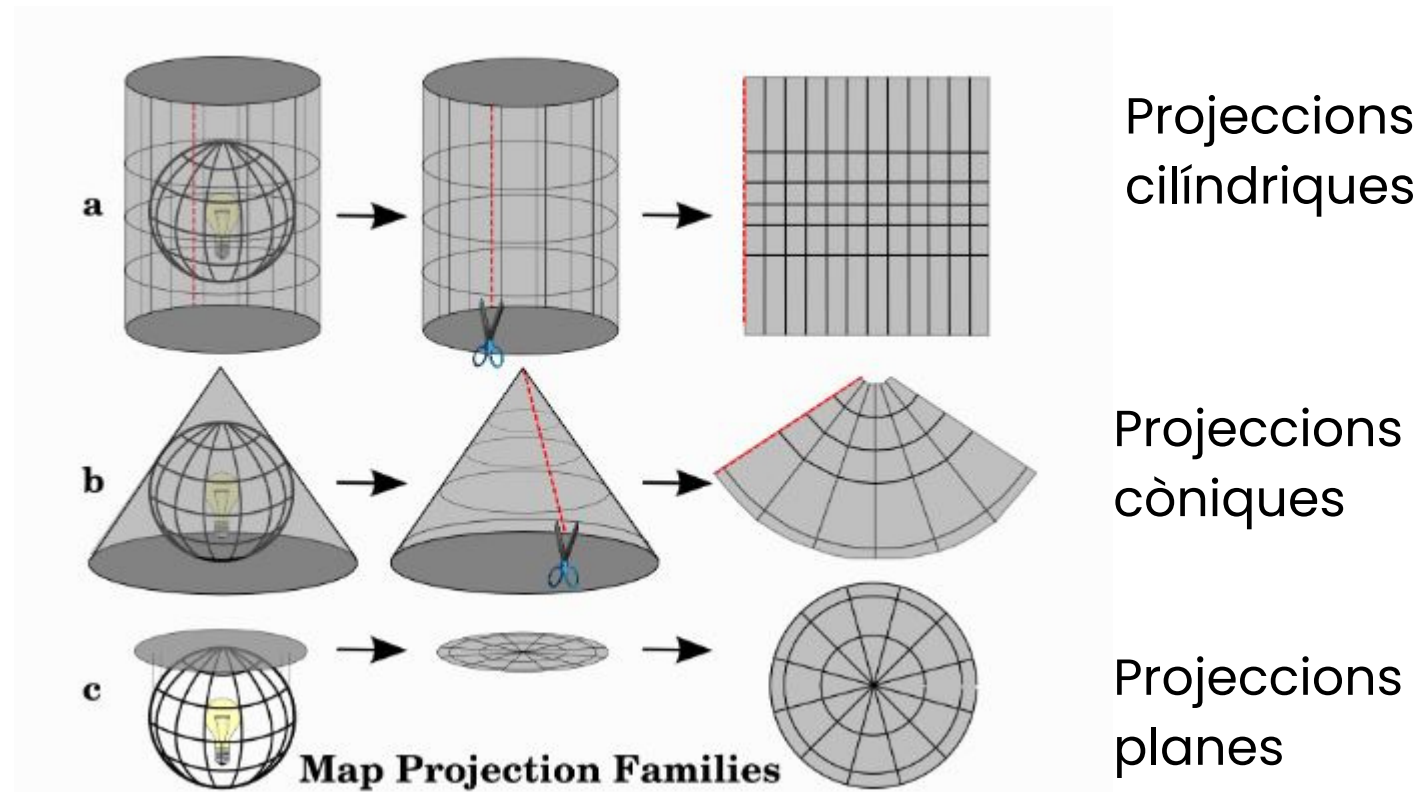 a
Projeccions
cilíndriques
b
Projeccions
còniques
c
Projeccions
planes
Map Projection Families